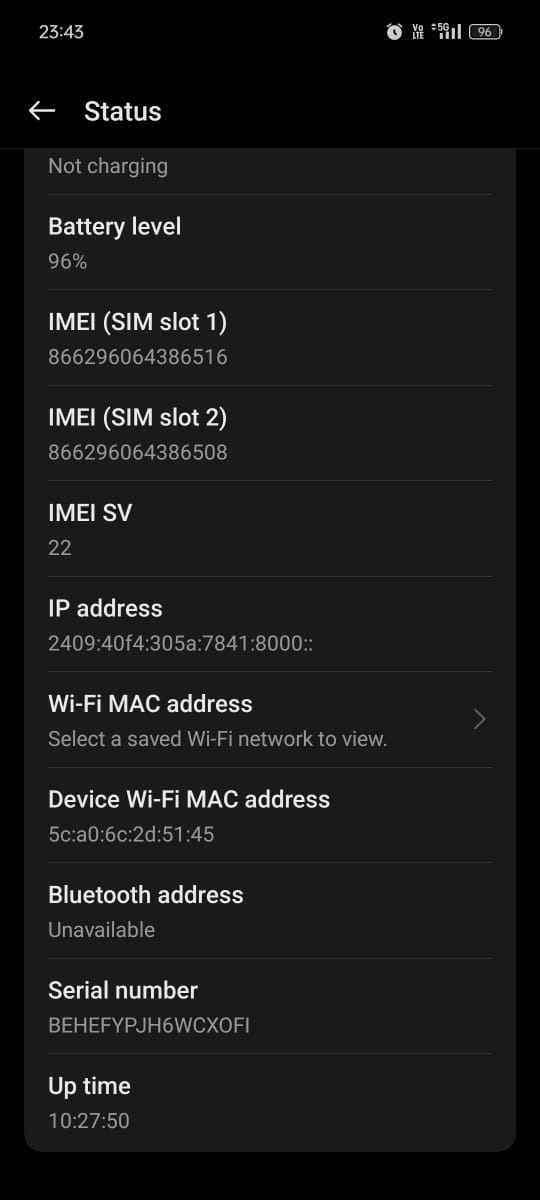 23:43
Vo LTE 5G 96
Status
Not charging
Battery level
96%
IMEI (SIM slot 1)
866296064386516
IMEI (SIM slot 2)
866296064386508
IMEI SV
22
IP address
2409:40f4:305a:7841:8000::
Wi-Fi MAC address
Select a saved Wi-Fi network to view.
Device Wi-Fi MAC address
5c:a0:6c:2d:51:45
Bluetooth address
Unavailable
Serial number
BEHEFYPJH6WCXOFI
Up time
10:27:50